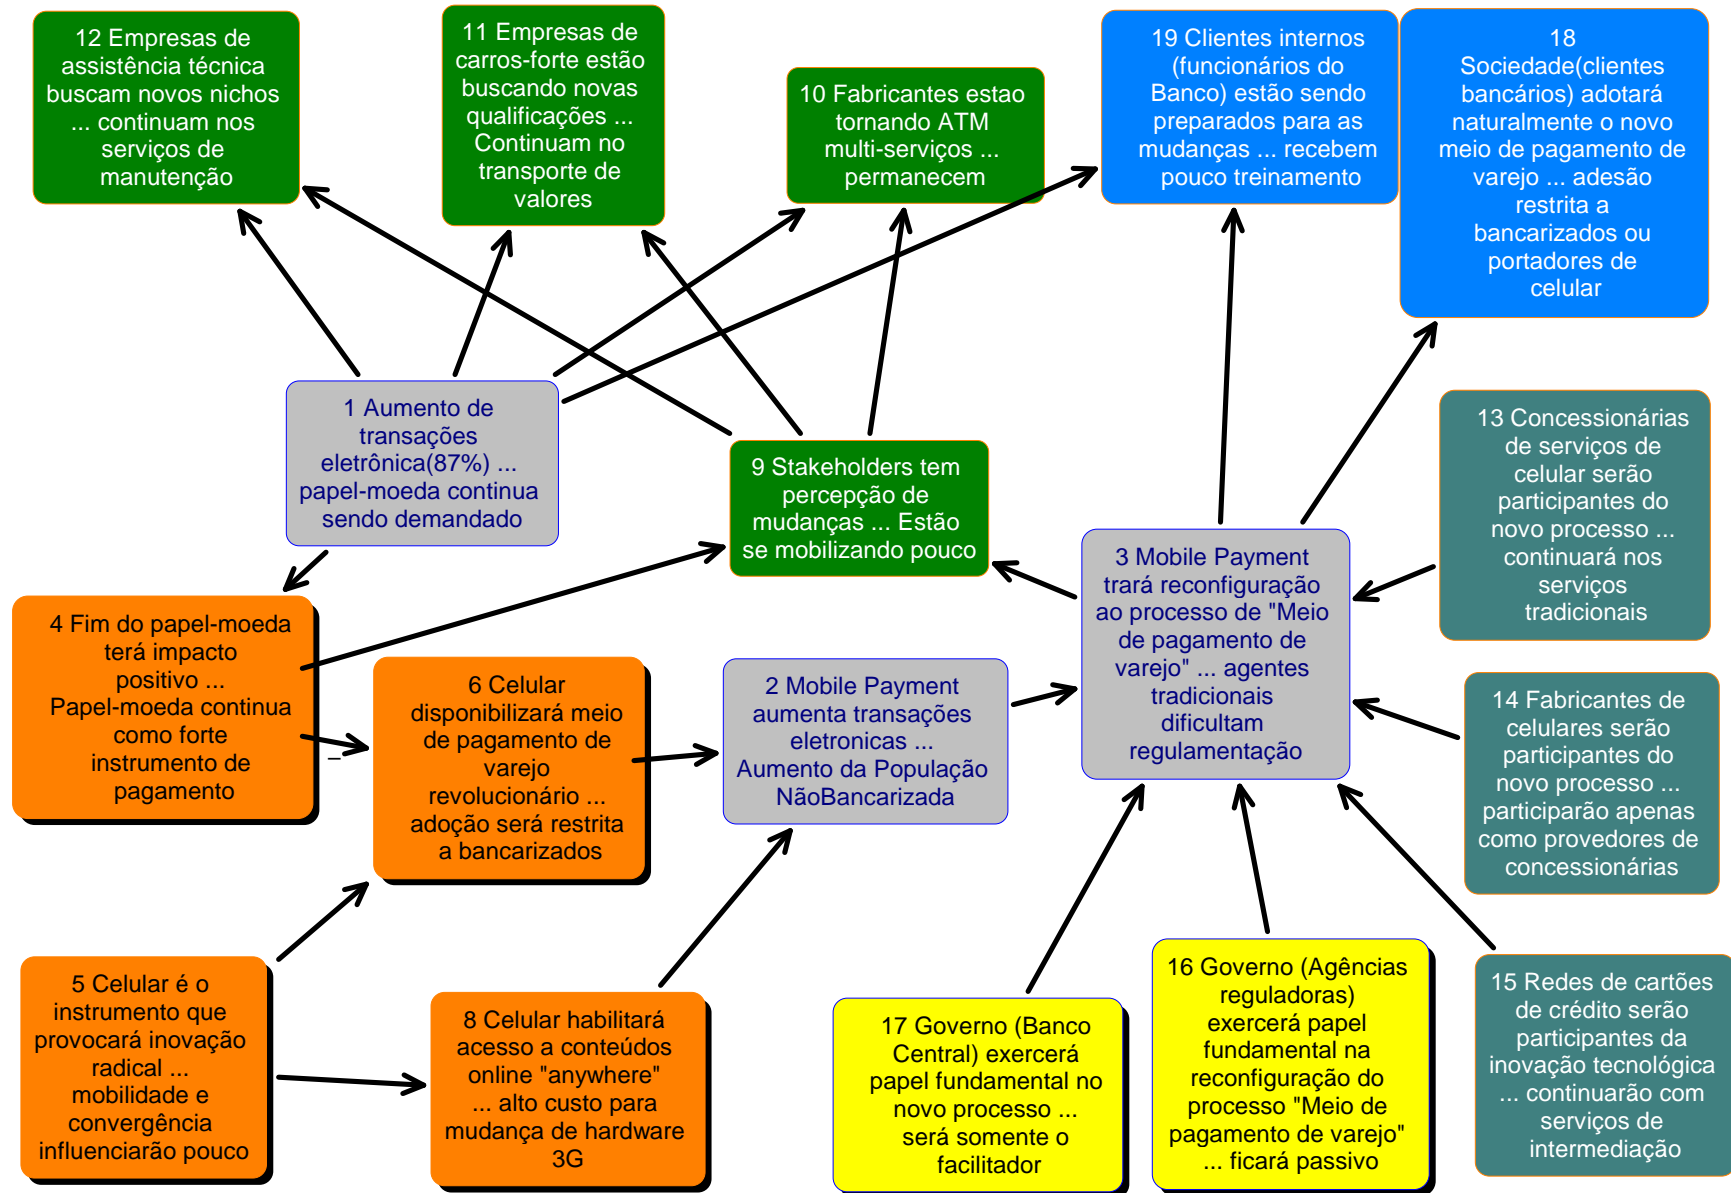 12 Empresas de
assistência técnica
buscam novos nichos
... continuam nos
serviços de
manutenção
11 Empresas de
carros-forte estão
buscando novas
qualificações ...
Continuam no
transporte de
valores
10 Fabricantes estao
tornando ATM
multi-serviços ...
permanecem
19 Clientes internos
(funcionários do
Banco) estão sendo
preparados para as
mudanças ... recebem
pouco treinamento
18
Sociedade(clientes
bancários) adotará
naturalmente o novo
meio de pagamento de
varejo ... adesão
restrita a
bancarizados ou
portadores de
celular
1 Aumento de
transações
eletrônica(87%) ...
papel-moeda continua
sendo demandado
9 Stakeholders tem
percepção de
mudanças ... Estão
se mobilizando pouco
3 Mobile Payment
trará reconfiguração
ao processo de "Meio
de pagamento de
varejo" ... agentes
tradicionais
dificultam
regulamentação
13 Concessionárias
de serviços de
celular serão
participantes do
novo processo ...
continuará nos
serviços
tradicionais
4 Fim do papel-moeda
terá impacto
positivo ...
Papel-moeda continua
como forte
instrumento de
pagamento
–
6 Celular
disponibilizará meio
de pagamento de
varejo
revolucionário ...
adoção será restrita
a bancarizados
2 Mobile Payment
aumenta transações
eletronicas ...
Aumento da População
NãoBancarizada
14 Fabricantes de
celulares serão
participantes do
novo processo ...
participarão apenas
como provedores de
concessionárias
5 Celular é o
instrumento que
provocará inovação
radical ...
mobilidade e
convergência
influenciarão pouco
8 Celular habilitará
acesso a conteúdos
online "anywhere"
... alto custo para
mudança de hardware
3G
17 Governo (Banco
Central) exercerá
papel fundamental no
novo processo ...
será somente o
facilitador
16 Governo (Agências
reguladoras)
exercerá papel
fundamental na
reconfiguração do
processo "Meio de
pagamento de varejo"
... ficará passivo
15 Redes de cartões
de crédito serão
participantes da
inovação tecnológica
... continuarão com
serviços de
intermediação